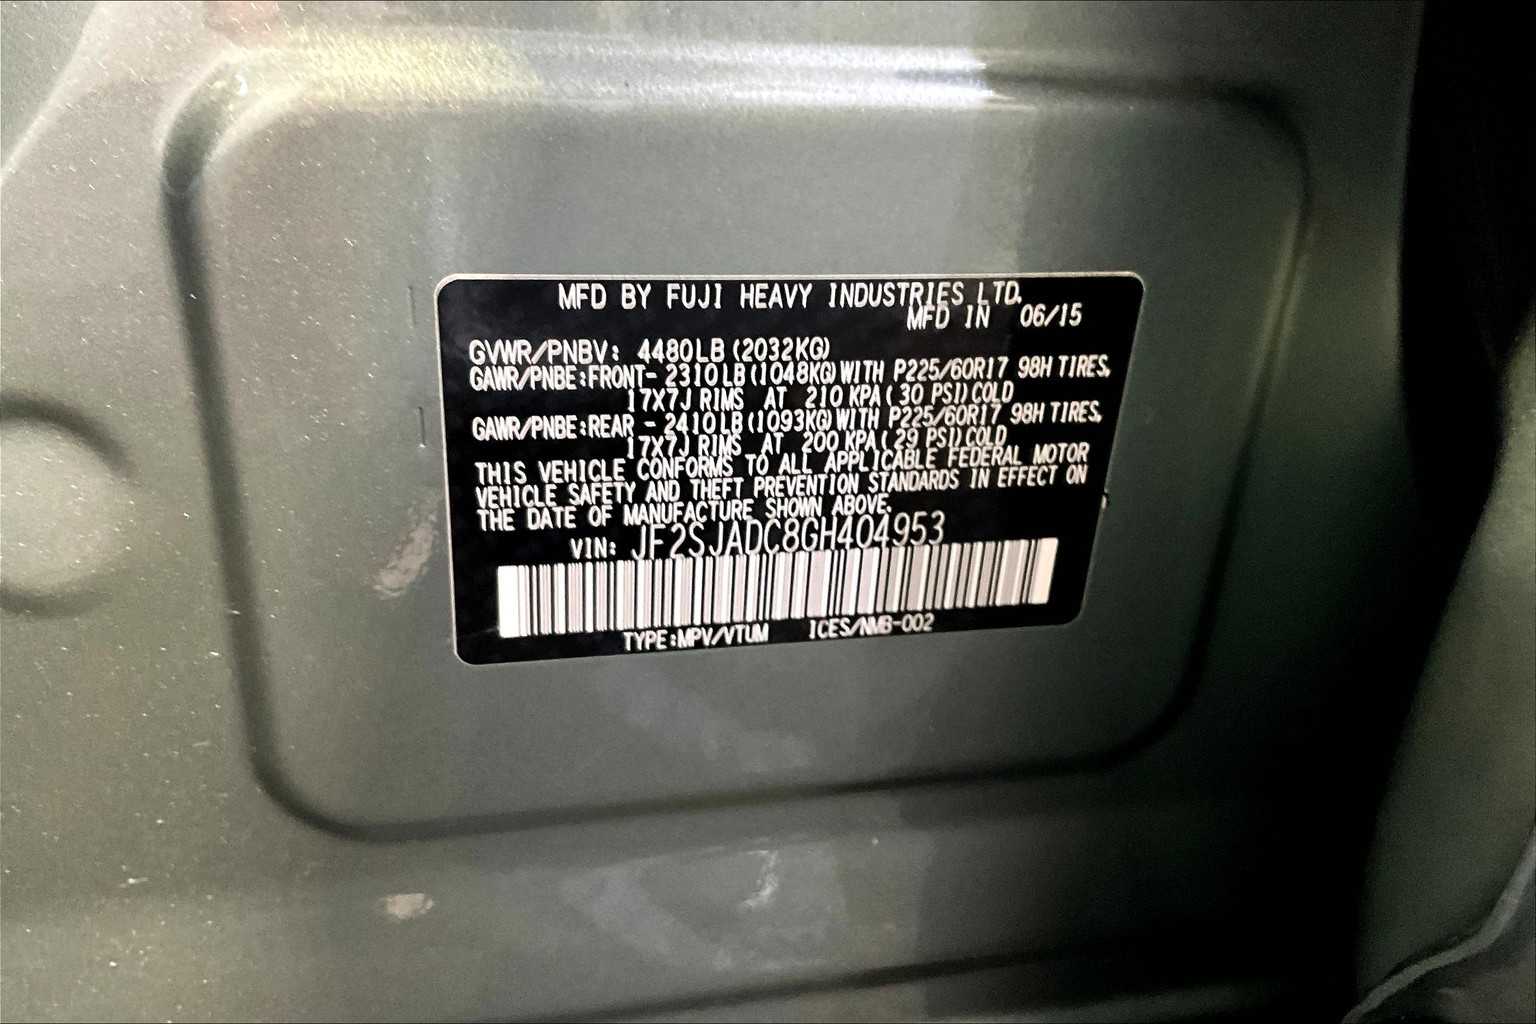 MFD BY FUJI HEAVY INDUSTRIES LTD.
MFD IN 06/15
GVWR/PNBV: 4480LB (2032KG)
GAWR/PNBE:FRONT- 2310LB (1048KG) WITH P225/60R17 98H TIRES,
17X7J RIMS AT 210 KPA ( 30 PSI) COLD
GAWR/PNBE:REAR - 2410LB (1093KG) WITH P225/60R17 98H TIRES,
17X7J RIMS AT 200 KPA ( 29 PSI) COLD
THIS VEHICLE CONFORMS TO ALL APPLICABLE FEDERAL MOTOR
VEHICLE SAFETY AND THEFT PREVENTION STANDARDS IN EFFECT ON
THE DATE OF MANUFACTURE SHOWN ABOVE.
VIN: JF2SJADC8GH404953
TYPE:MPV/VTUM ICES/NMB-002